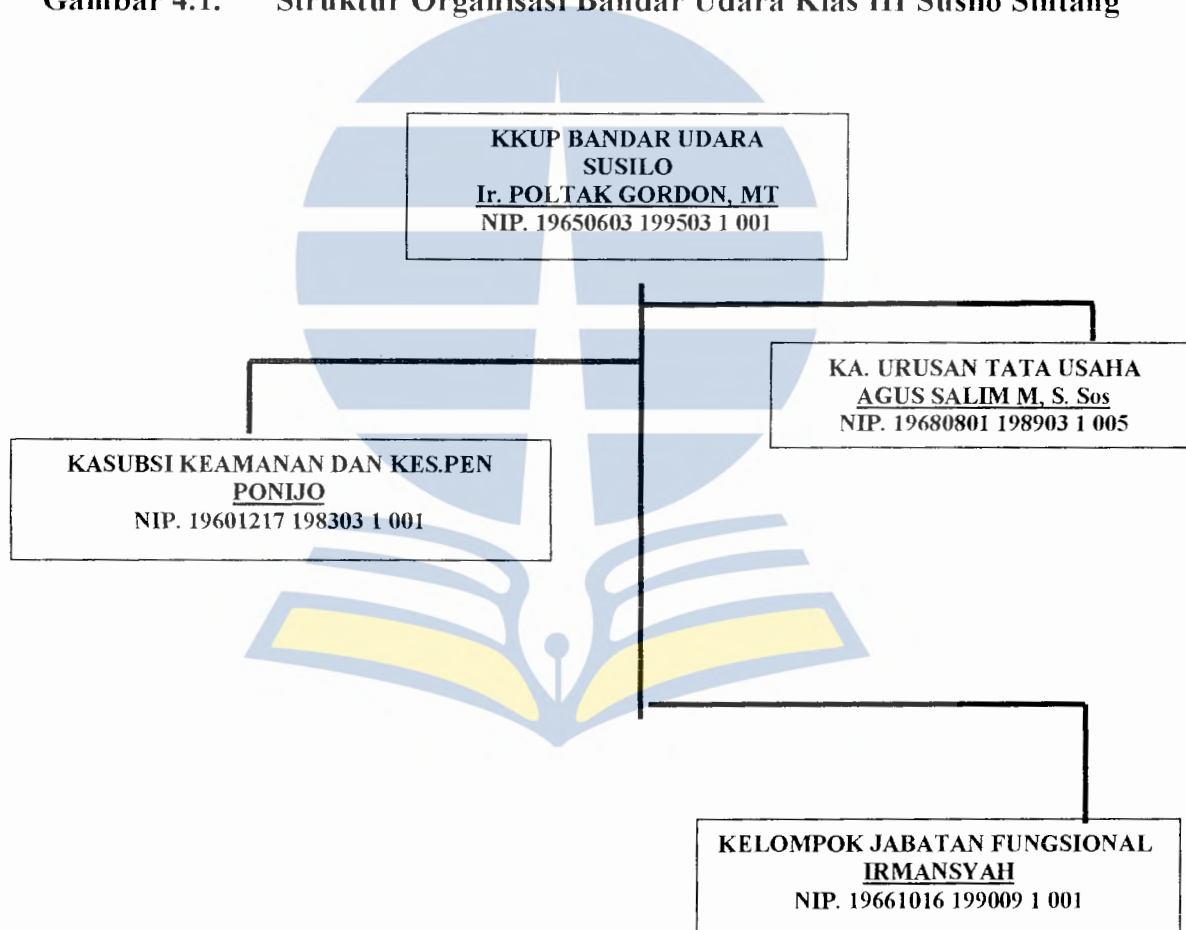 Gambar 4.1. Struktur Organisasi Bandar Udara Klas III Susilo Sintang
KKUP BANDAR UDARA
SUSILO
Ir. POLTAK GORDON, MT
NIP. 19650603 199503 1 001
KA. URUSAN TATA USAHA
AGUS SALIM M, S. Sos
NIP. 19680801 198903 1 005
KASUBSI KEAMANAN DAN KES.PEN
PONIJO
NIP. 19601217 198303 1 001
KELOMPOK JABATAN FUNGSIONAL
IRMANSYAH
NIP. 19661016 199009 1 001